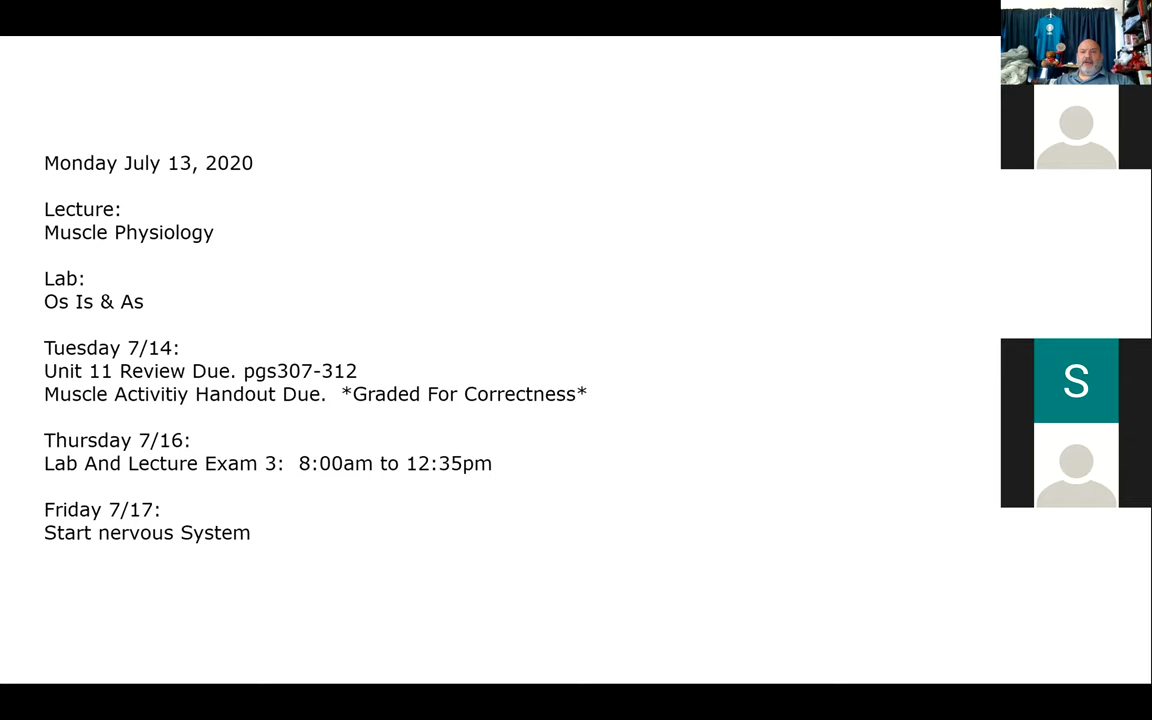 Monday July 13, 2020
Lecture:
Muscle Physiology
Lab:
Os Is & As
Tuesday 7/14:
Unit 11 Review Due. pgs307-312
Muscle Activitiy Handout Due.  *Graded For Correctness*
Thursday 7/16:
Lab And Lecture Exam 3:  8:00am to 12:35pm
Friday 7/17:
Start nervous System
S